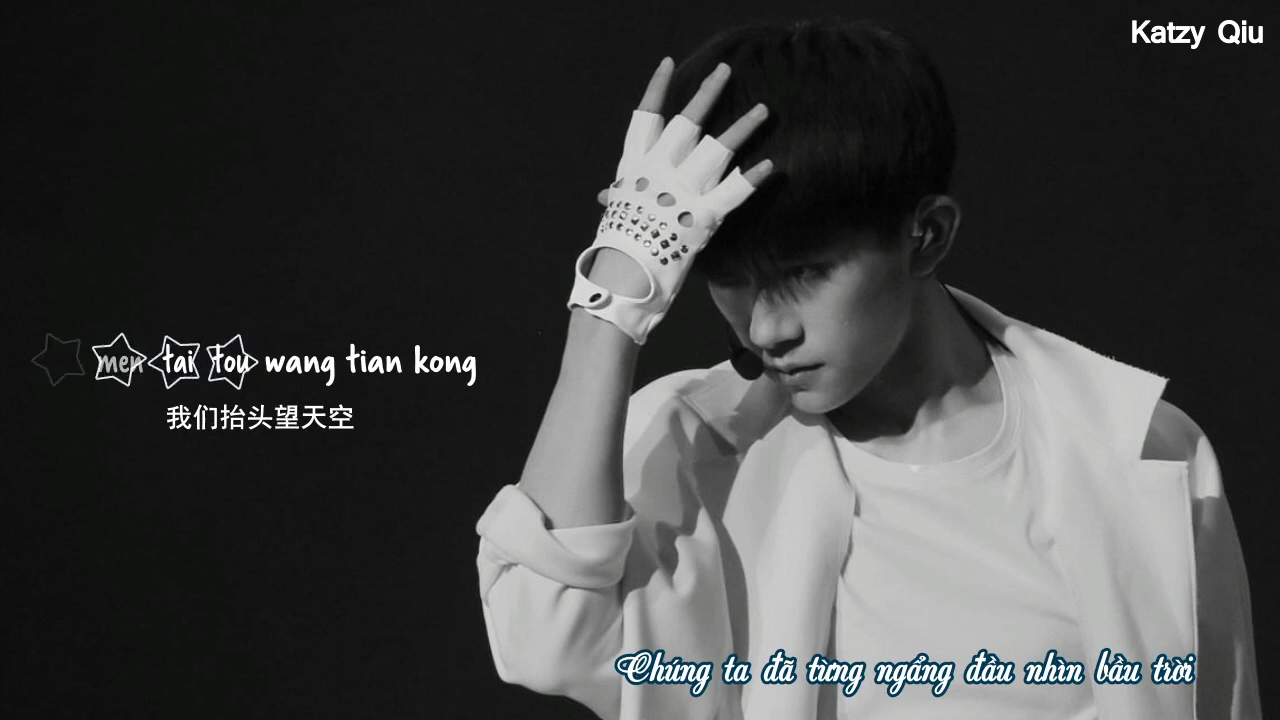 Katzy Qiu
men tai tou wang tian kong
我们抬头望天空
Chúng ta đã từng ngẩng đầu nhìn bầu trời